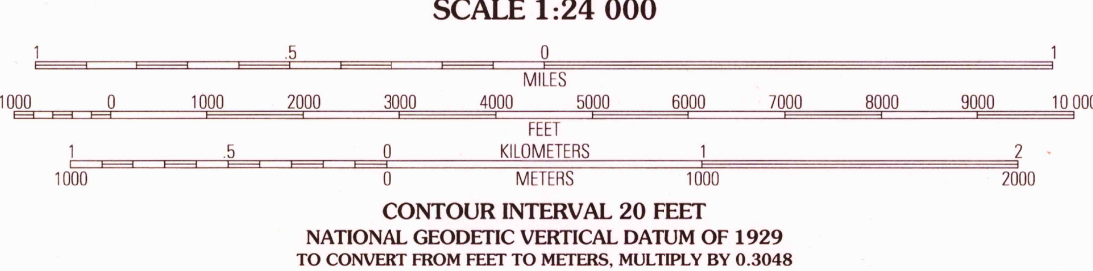 SCALE 1:24 000
1 .5 0 1
MILES
1000 0 1000 2000 3000 4000 5000 6000 7000 8000 9000 10 000
FEET
1 .5 0 KILOMETERS 1 2
1000 0 METERS 1000 2000
CONTOUR INTERVAL 20 FEET
NATIONAL GEODETIC VERTICAL DATUM OF 1929
TO CONVERT FROM FEET TO METERS, MULTIPLY BY 0.3048